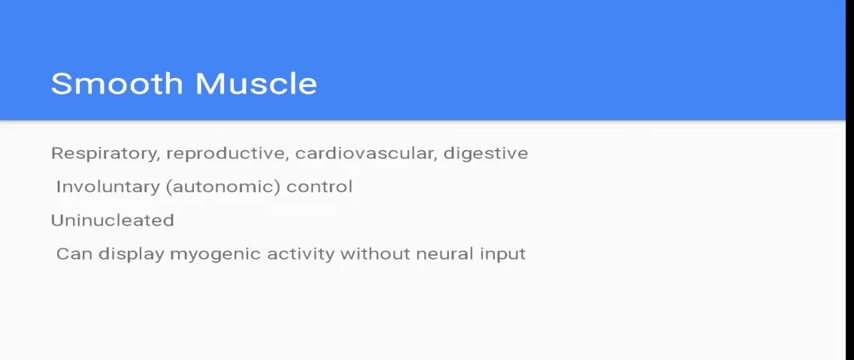 Smooth Muscle
Respiratory, reproductive, cardiovascular, digestive
Involuntary (autonomic) control
Uninucleated
Can display myogenic activity without neural input